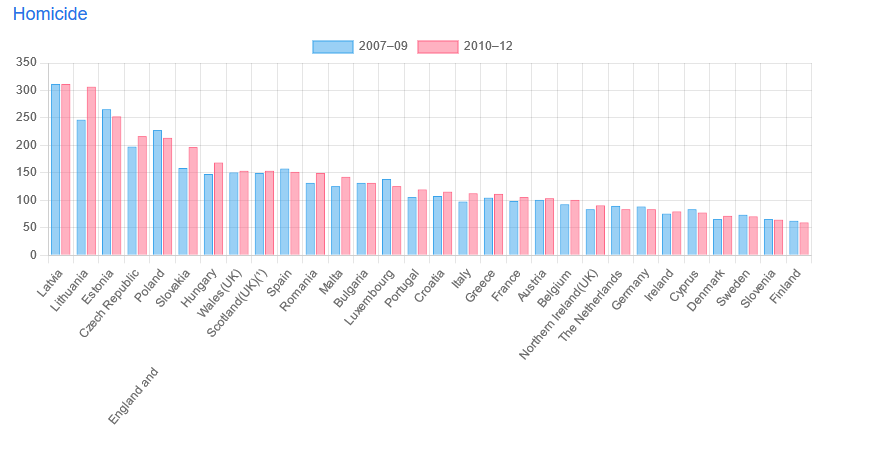 Homicide
2007–09
2010–12
350
300
250
200
150
100
50
0
Latvia
Lithuania
Estonia
Czech Republic
Poland
Slovakia
Hungary
England and
Wales(UK)
Scotland(UK)(¹)
Spain
Romania
Malta
Bulgaria
Luxembourg
Portugal
Croatia
Italy
Greece
France
Austria
Belgium
Northern Ireland(UK)
The Netherlands
Germany
Ireland
Cyprus
Denmark
Sweden
Slovenia
Finland